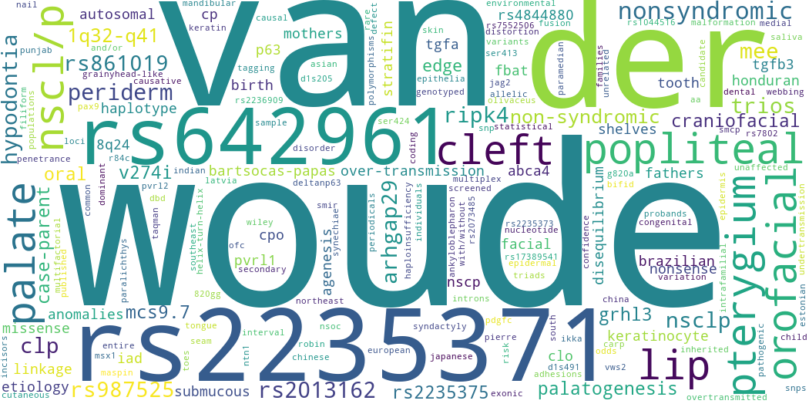 nail
mandibular
cp
keratin
autosomal
1q32-q41
and/or
van
der
nonsyndromic
nscl/p
punjab
rs861019
hypodontia
grainyhead-like
causative
periderm
tagging
d1s205
birth
rs2236909
haplotype
pax9
filiform
populations
loci
8q24
penetrance
r84c
sample
disorder
p63
mothers
asian
causal
polymorphisms
rare
defect
stratifin
tgfa
edge
skin
epithelia
genotyped
environmental
rs7552506
distortion
variants
ser413
fbat
jag2
olivaceus
allelic
rs4844880
fusion
paramedian
families
unrelated
rs1044516
malformation
medial
saliva
mee
candidate
tgfb3
honduran
tooth
dental
webbing
aa
trios
craniofacial
smcp
rs7802
rs642961
ser424
coding
ripk4
snp
statistical
non-syndromic
shelves
cleft
popliteal
fathers
unaffected
indian
v274i
bartsocas-papas
over-transmission
abca4
latvia
oral
dominant
dbd
pvrl2
taqman
common
paralichthys
southeast
helix-turn-helix
palate
case-parent
multifactorial
published
woude
deltanp63
multiplex
screened
smir
wiley
cpo
ofc
pvrl1
secondary
820gg
agenesis
synechiae
northeast
periodicals
arhgap29
individuals
haploinsufficiency
ankyloblepharon
with/without
rs2073485
rs2235373
nucleotide
rs17389541
facial
epidermal
triads
nscp
introns
confidence
disequilibrium
g820a
bifid
epidermis
undertransmission
probands
congenital
brazilian
nonsense
variation
intrafamilial
china
pterygium
orofacial
estonian
anomalies
mcs9.7
missense
incisors
clp
entire
msx1
tongue
seam
toes
linkage
iad
maspin
etiology
cutaneous
rs987525
submucous
rs2235371
interval
ntn1
nsoc
robin
chinese
syndactyly
european
japanese
pdgfc
pierre
risk
south
ikka
clo
adhesions
carp
odds
d1s491
vws2
grhl3
nsclp
keratinocyte
inherited
pathogenic
child
snps
rs2013162
rs2235375
exonic
palatogenesis
lip
overtransmitted